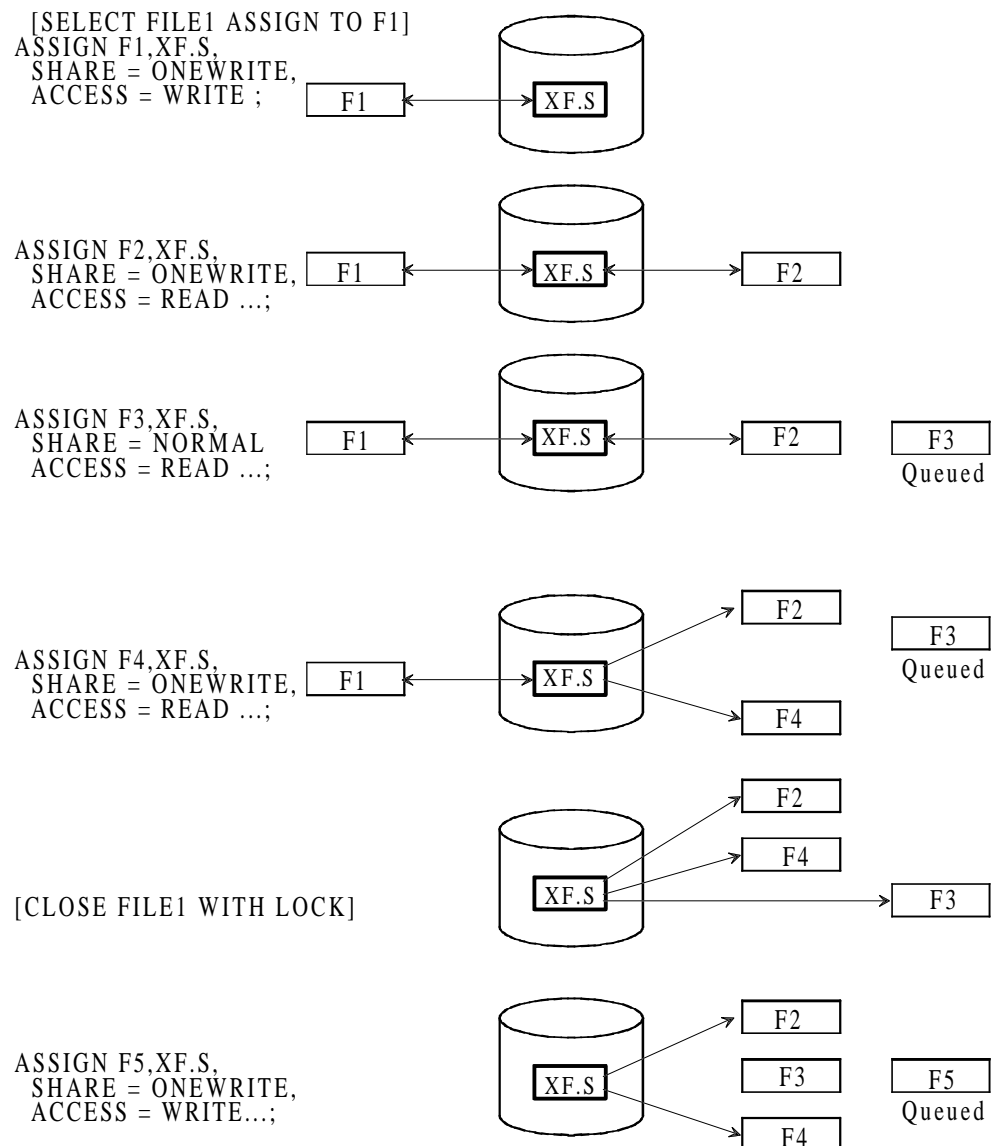 [SELECT FILE1 ASSIGN TO F1]
ASSIGN F1,XF.S,
SHARE = ONEWRITE,
ACCESS = WRITE ;
F1
XF.S
ASSIGN F2,XF.S,
SHARE = ONEWRITE,
ACCESS = READ ...;
F1
XF.S
F2
ASSIGN F3,XF.S,
SHARE = NORMAL
ACCESS = READ ...;
F1
XF.S
F2
F3
Queued
ASSIGN F4,XF.S,
SHARE = ONEWRITE,
ACCESS = READ ...;
F1
XF.S
F2
F4
F3
Queued
[CLOSE FILE1 WITH LOCK]
XF.S
F2
F4
F3
ASSIGN F5,XF.S,
SHARE = ONEWRITE,
ACCESS = WRITE...;
XF.S
F2
F3
F4
F5
Queued